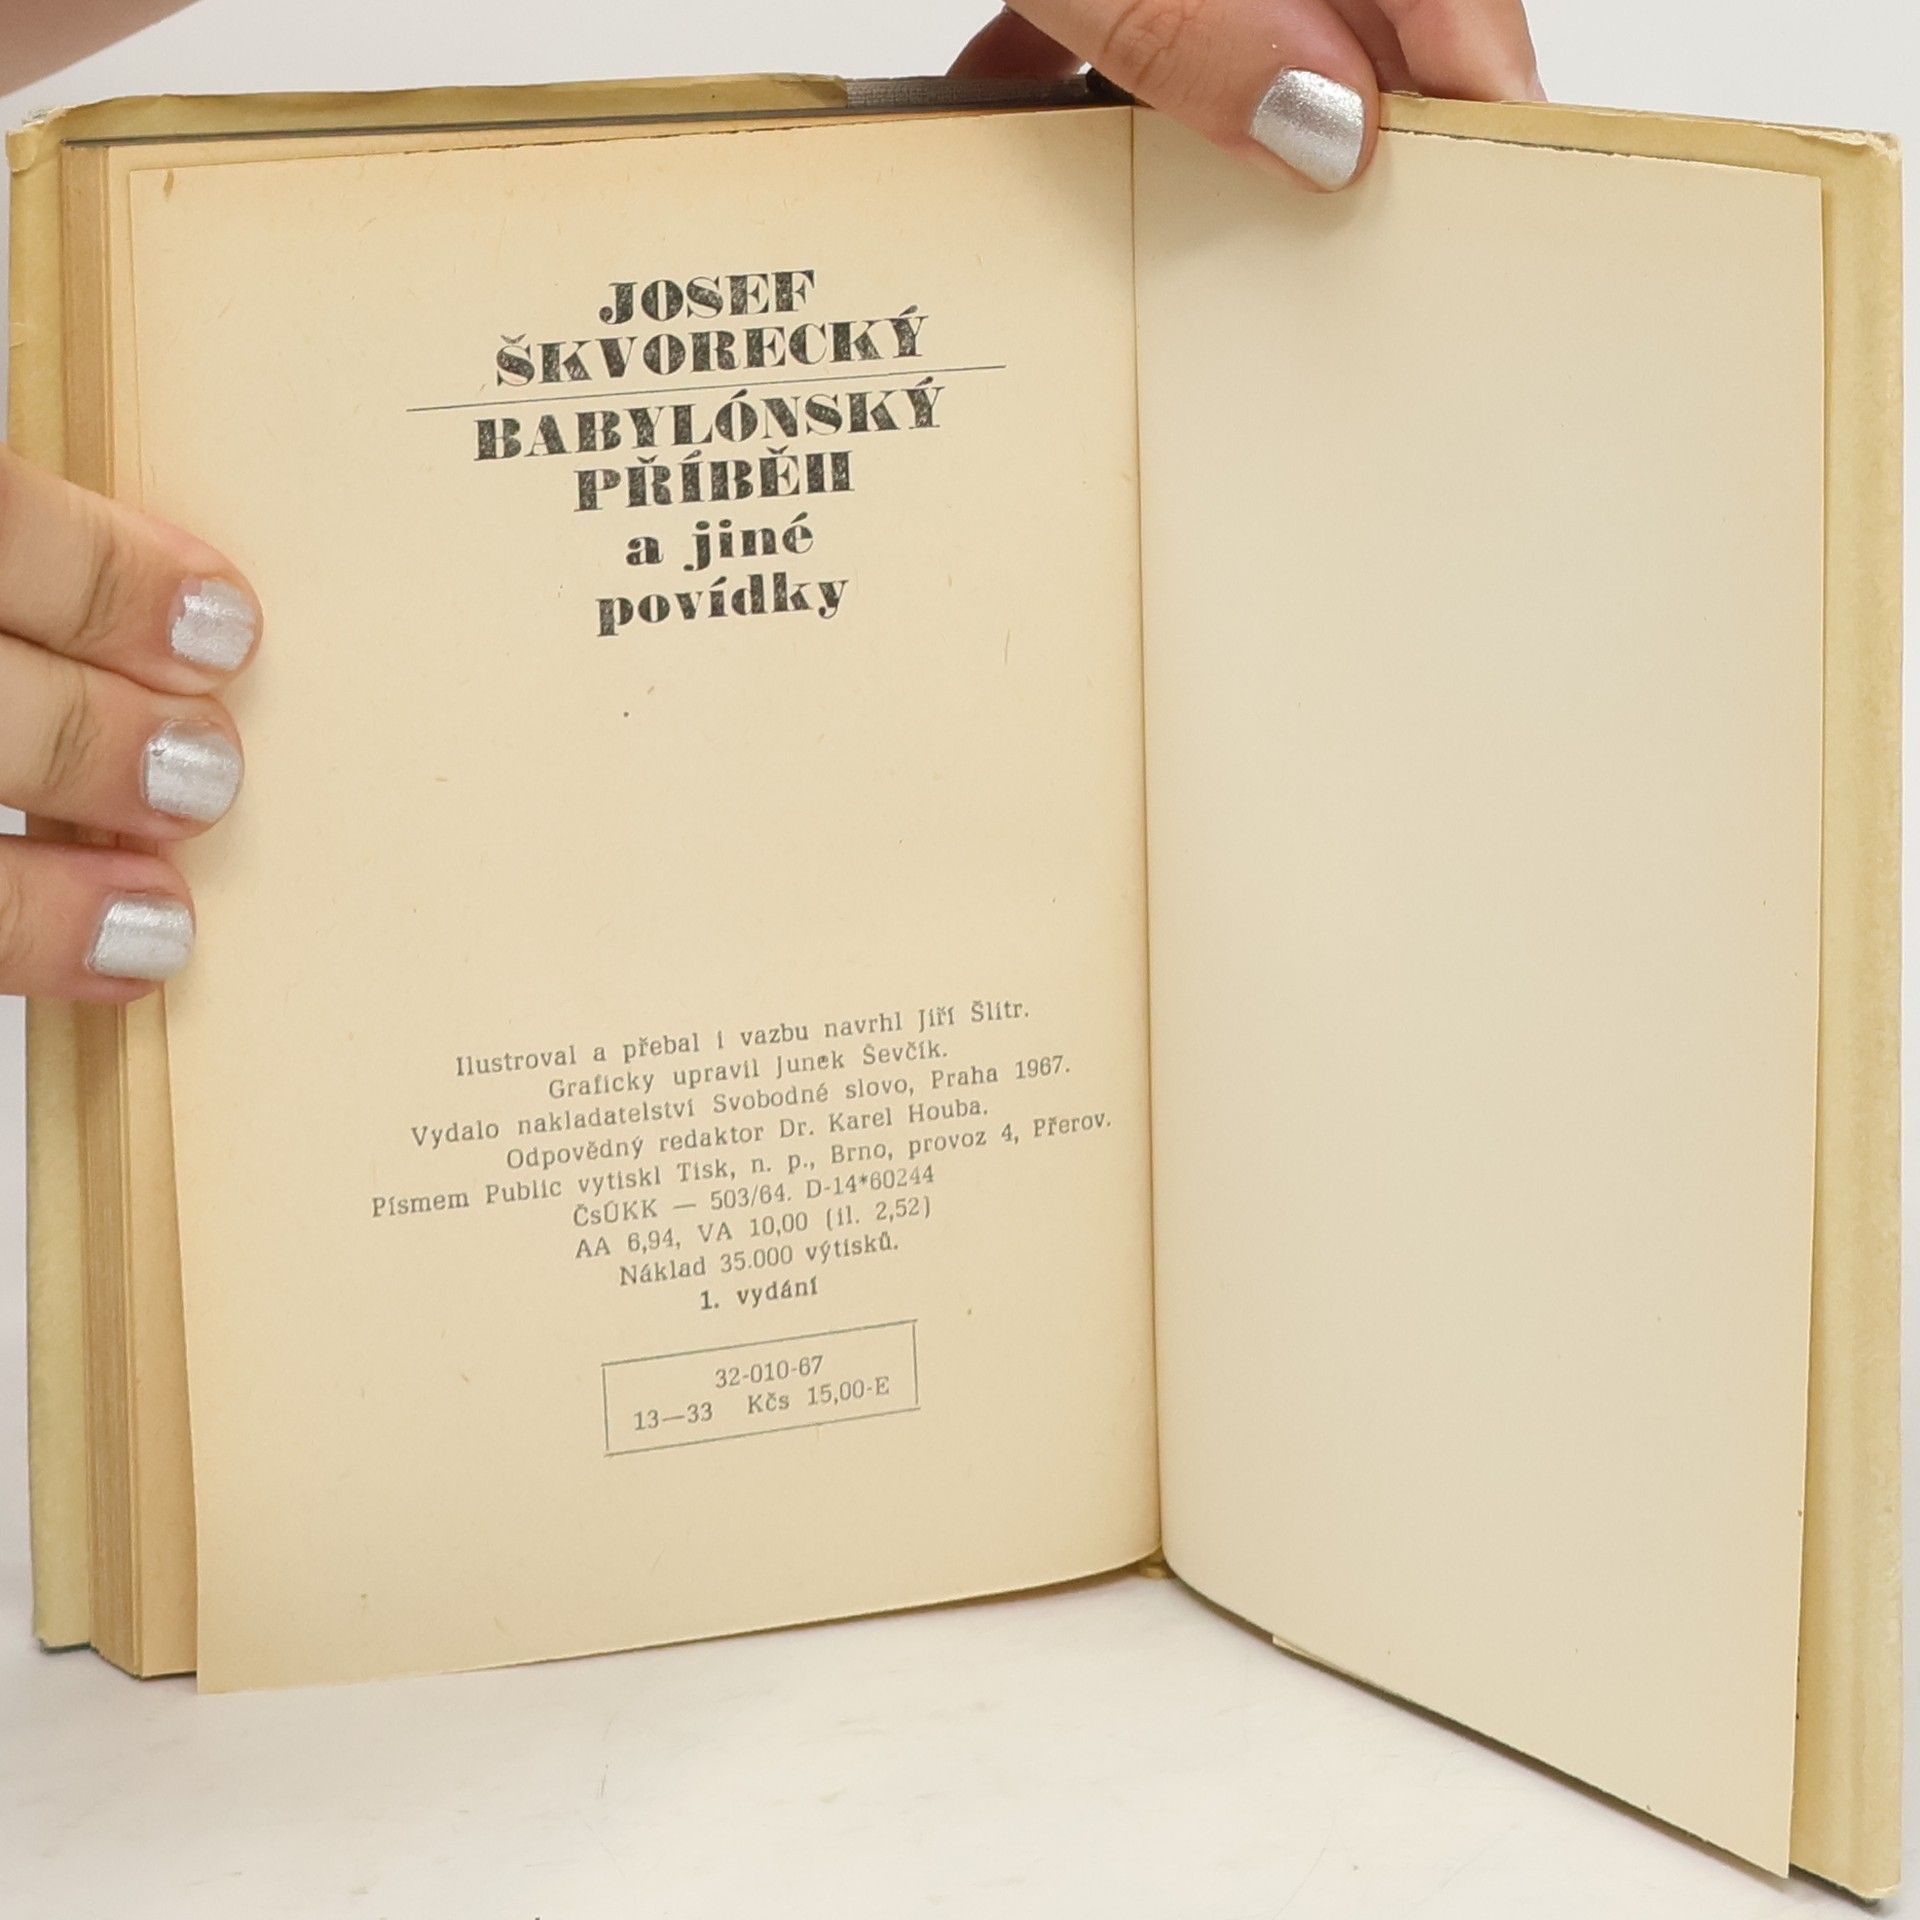 JOSEF
ŠKVORECKÝ
BABYLÓNSKÝ
PŘÍBĚH
a jiné
povídky
Ilustroval a přebal i vazbu navrhl Jiří Šlitr.
Graficky upravil Junek Ševčík.
Vydalo nakladatelství Svobodné slovo, Praha 1967.
Odpovědný redaktor Dr. Karel Houba.
Písmem Public vytiskl Tisk, n. p., Brno, provoz 4, Přerov.
ČsÚKK — 503/64. D-14*60244
AA 6,94, VA 10,00 (il. 2,52)
Náklad 35.000 výtisků.
1. vydání
32-010-67
13—33 Kčs 15,00-E